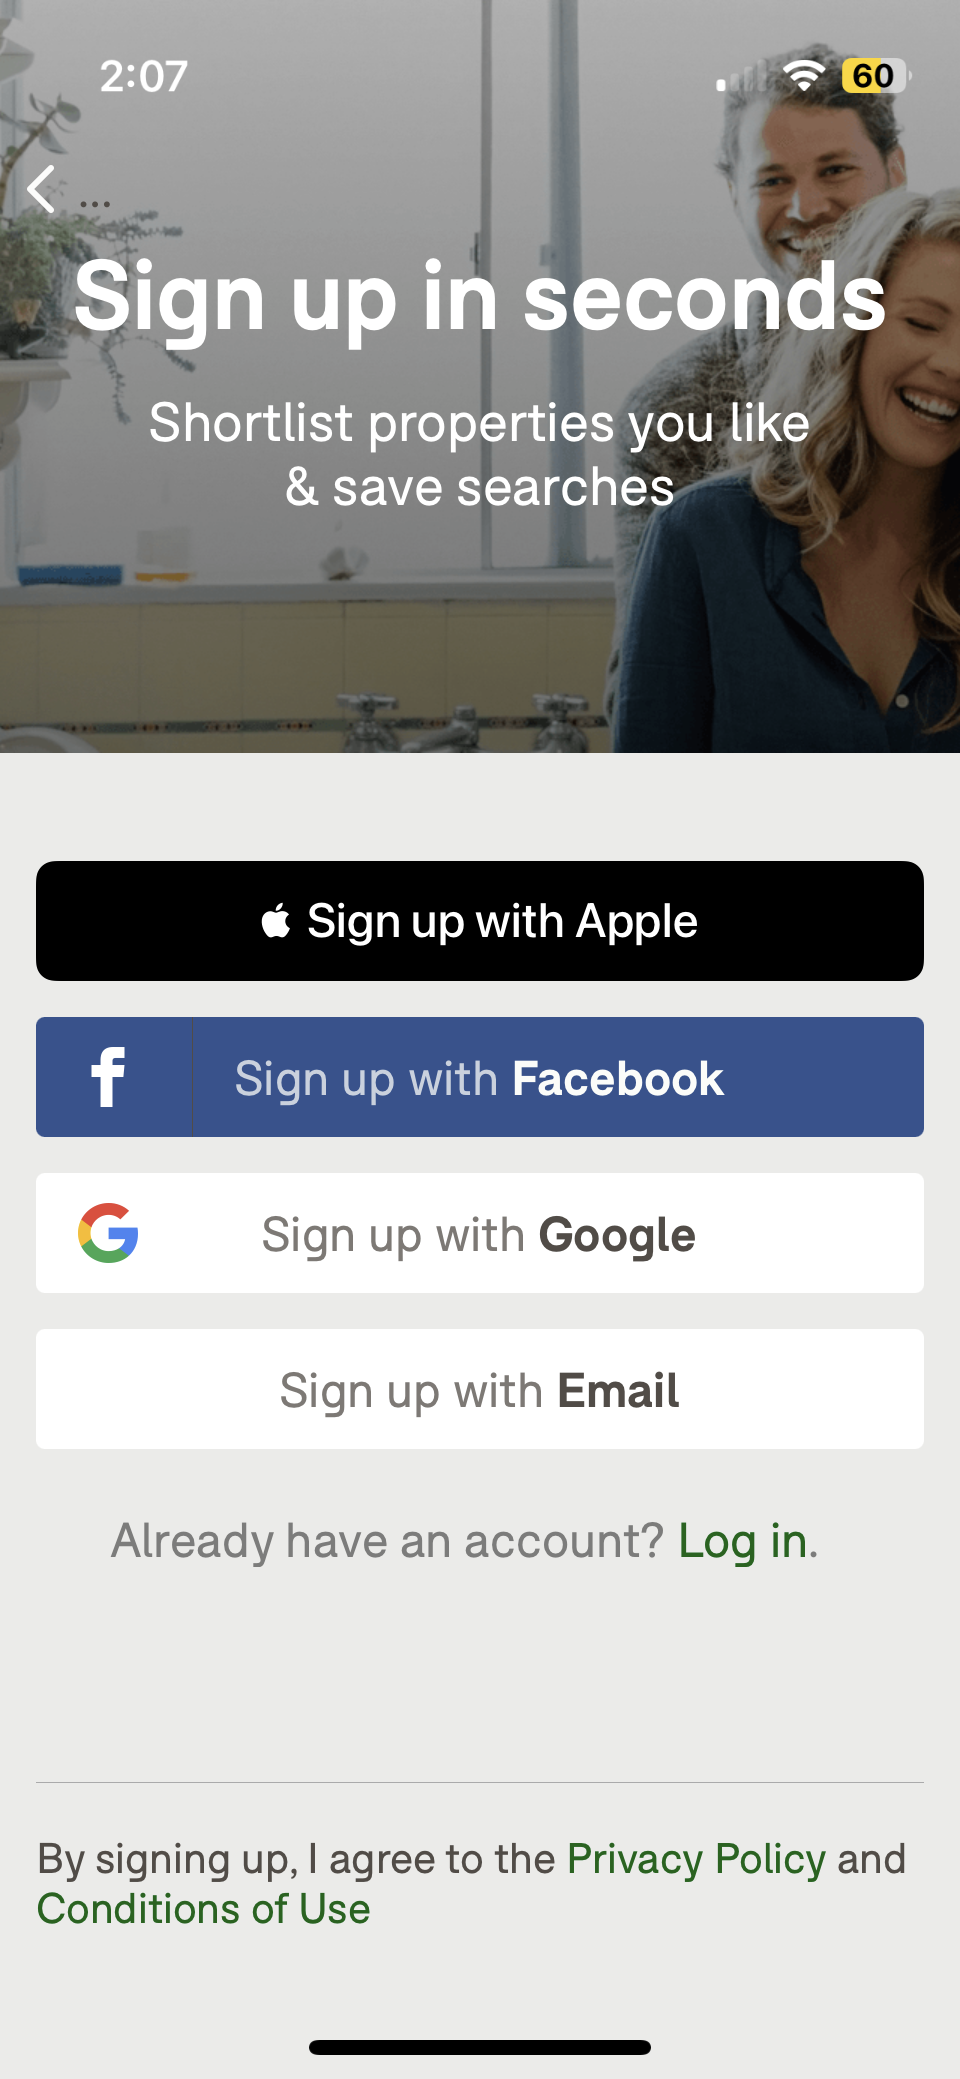 2:07
60
...
Sign up in seconds
Shortlist properties you like
& save searches
Sign up with Apple
Sign up with Facebook
Sign up with Google
Sign up with Email
Already have an account? Log in.
By signing up, I agree to the Privacy Policy and
Conditions of Use